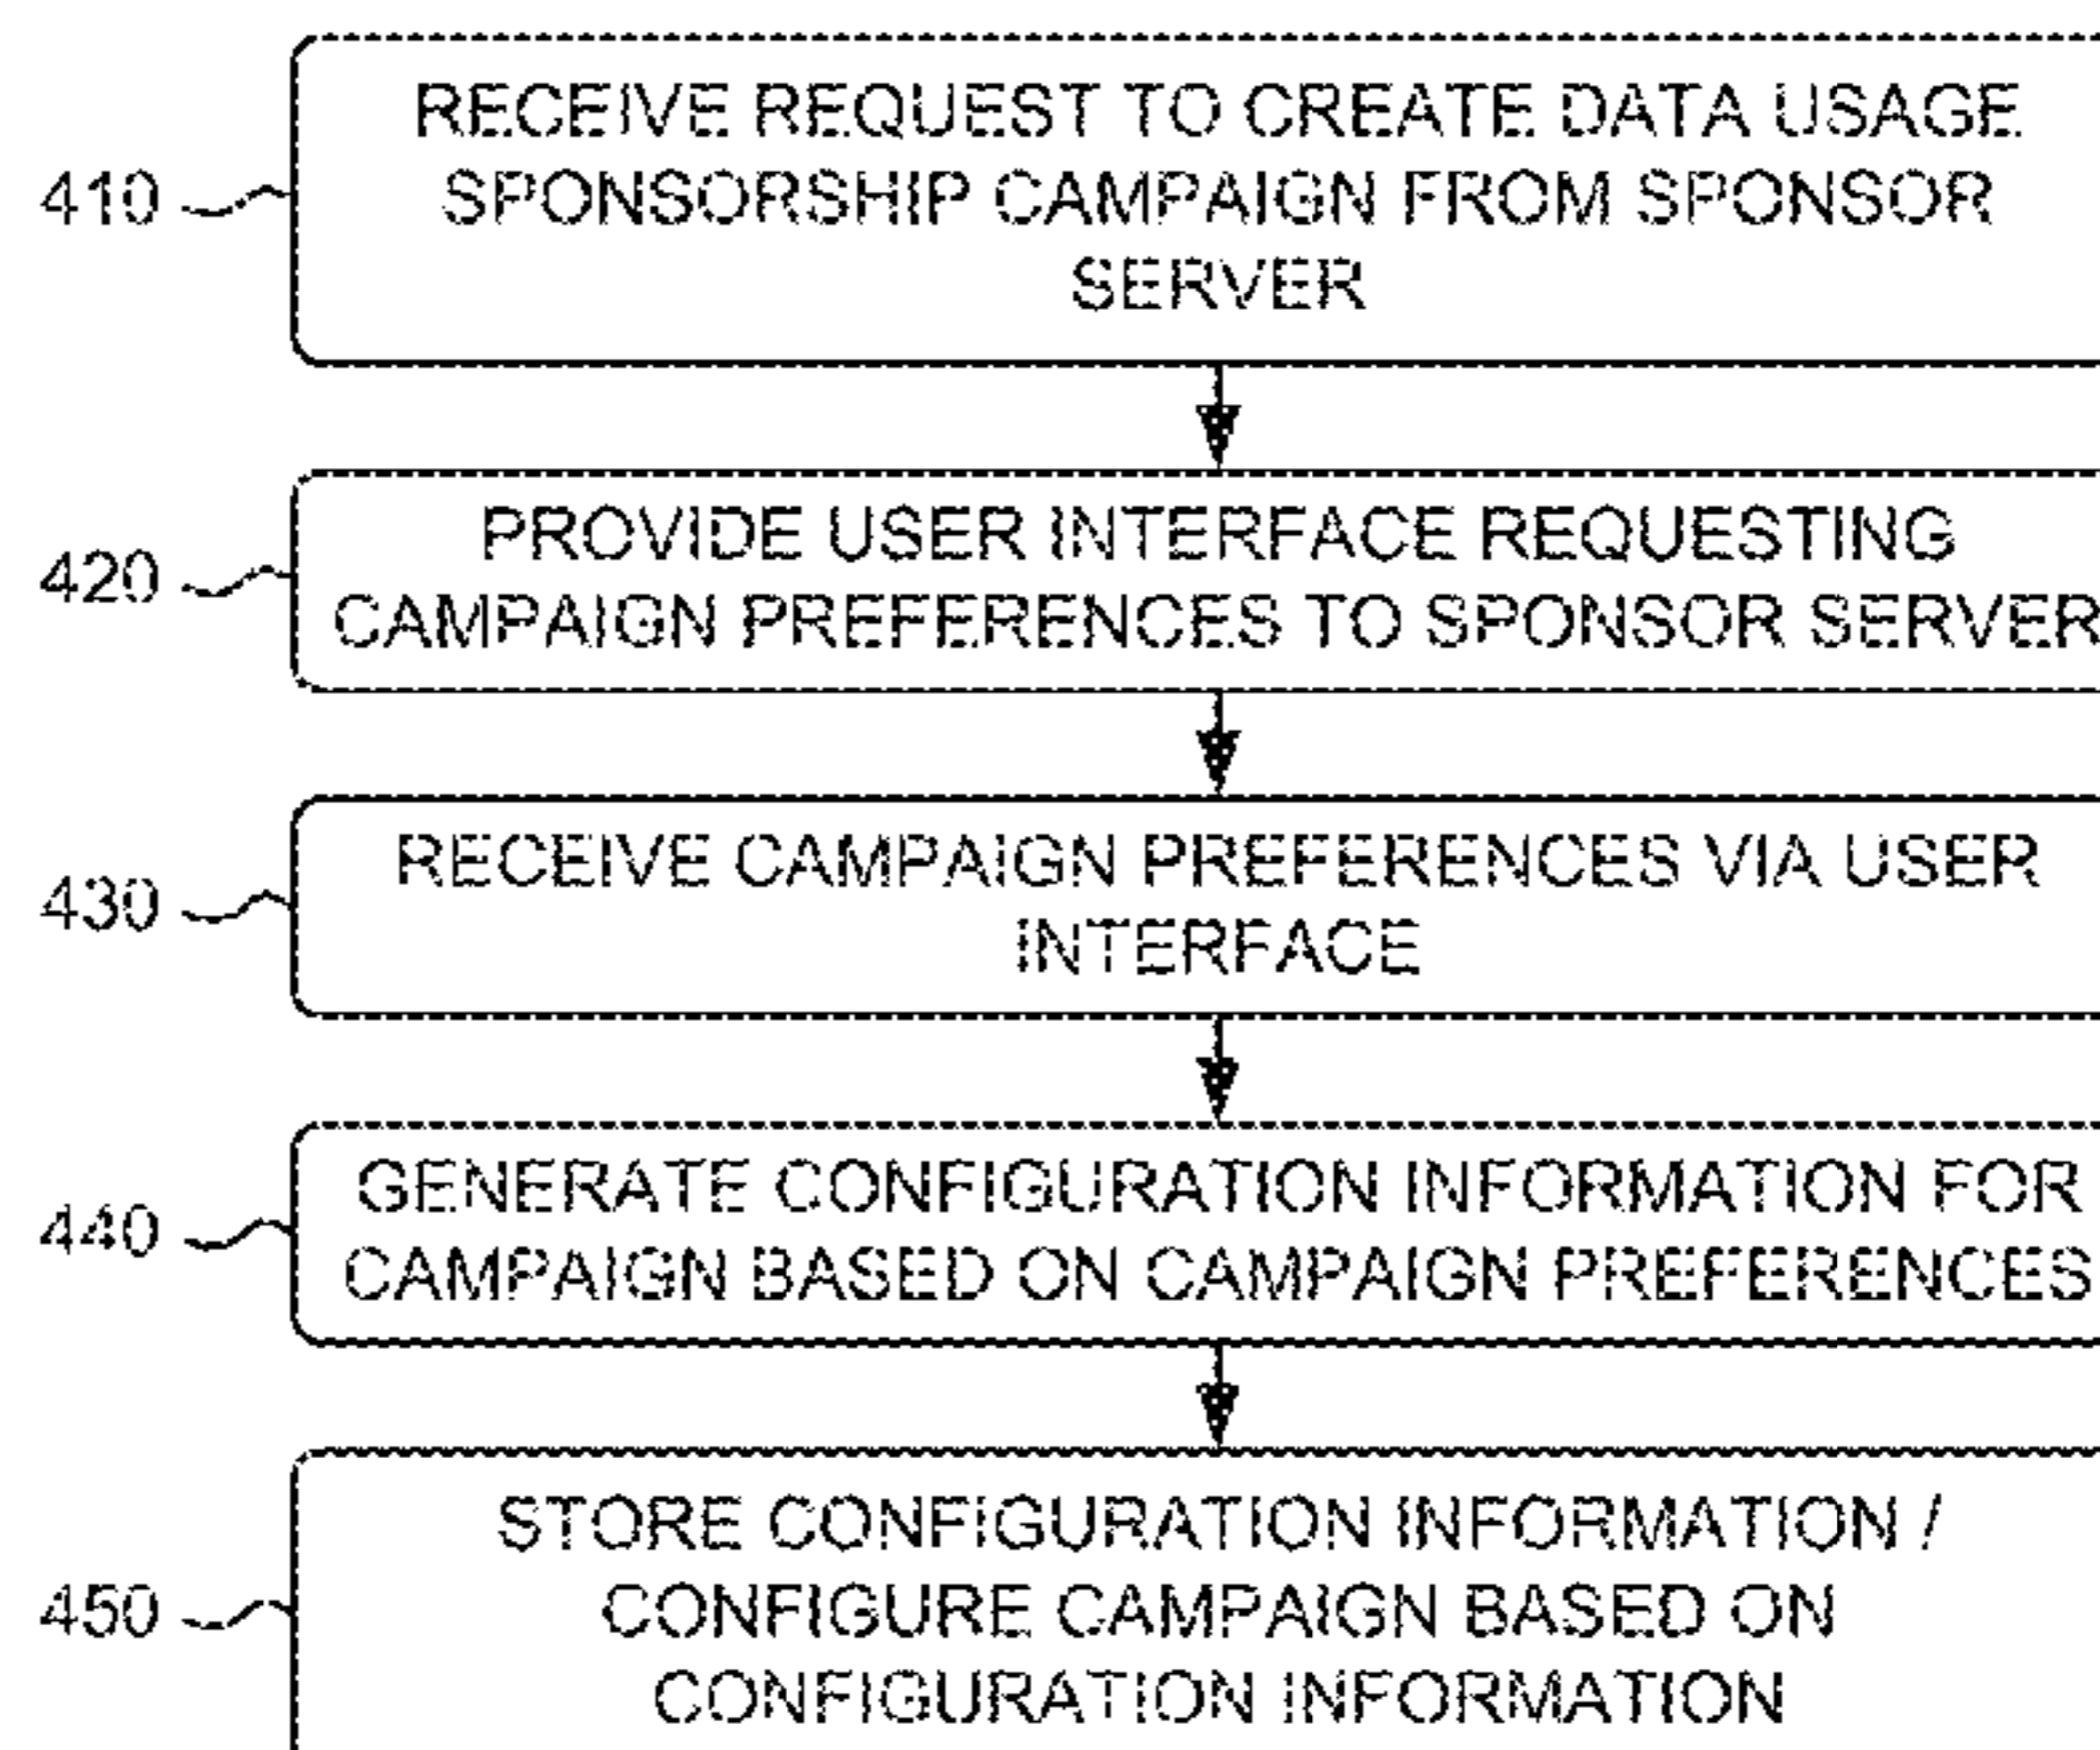 RECEIVE REQUEST TO CREATE DATA USAGE
SPONSORSHIP CAMPAIGN FROM SPONSOR
SERVER
410
PROVIDE USER INTERFACE REQUESTING
CAMPAIGN PREFERENCES TO SPONSOR SERVER
420
RECEIVE CAMPAIGN PREFERENCES VIA USER
INTERFACE
430
GENERATE CONFIGURATION INFORMATION FOR
CAMPAIGN BASED ON CAMPAIGN PREFERENCES
440
STORE CONFIGURATION INFORMATION /
CONFIGURE CAMPAIGN BASED ON
CONFIGURATION INFORMATION
450